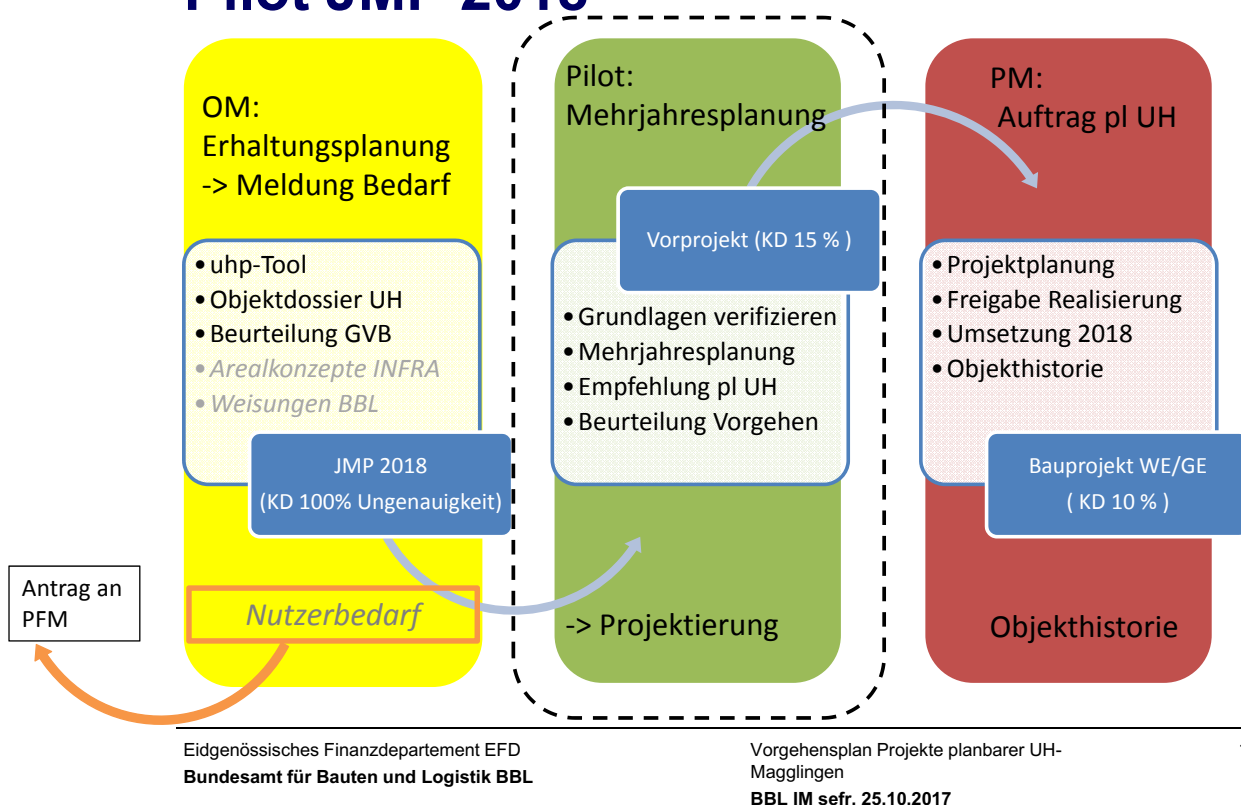 Pilot JMP 2018
OM:
Erhaltungsplanung
-> Meldung Bedarf
• uhp-Tool
• Objektdossier UH
• Beurteilung GVB
• Arealkonzepte INFRA
• Weisungen BBL
JMP 2018
(KD 100% Ungenauigkeit)
Nutzerbedarf
Antrag an
PFM
Pilot:
Mehrjahresplanung
Vorprojekt (KD 15 % )
• Grundlagen verifizieren
• Mehrjahresplanung
• Empfehlung pl UH
• Beurteilung Vorgehen
-> Projektierung
PM:
Auftrag pl UH
• Projektplanung
• Freigabe Realisierung
• Umsetzung 2018
• Objekthistorie
Bauprojekt WE/GE
( KD 10 % )
Objekthistorie
Eidgenössisches Finanzdepartement EFD
Bundesamt für Bauten und Logistik BBL
Vorgehensplan Projekte planbarer UH-
Magglingen
BBL IM sefr, 25.10.2017